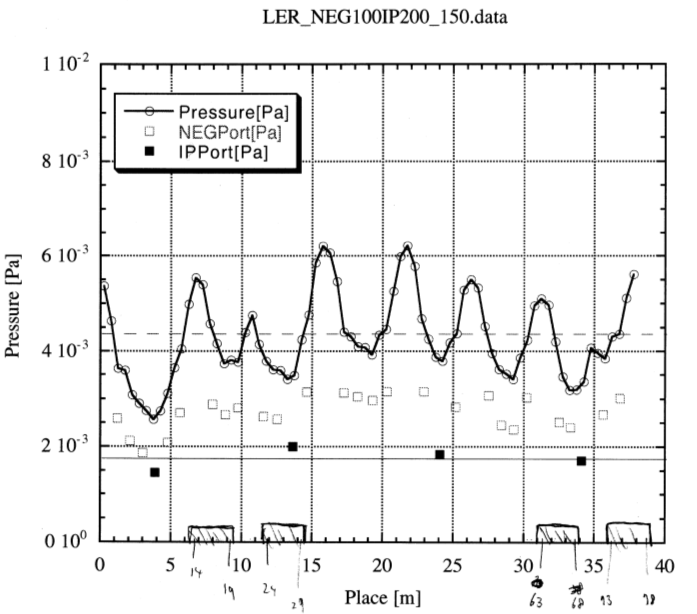 LER_NEG100IP200_150.data
1 10-2
Pressure[Pa]
NEGPort[Pa]
IPPort[Pa]
8 10-3
6 10-3
4 10-3
2 10-3
0 100
Pressure [Pa]
0 5 10 15 20 25 30 35 40
14 19 24 29 63 68 93 98
Place [m]